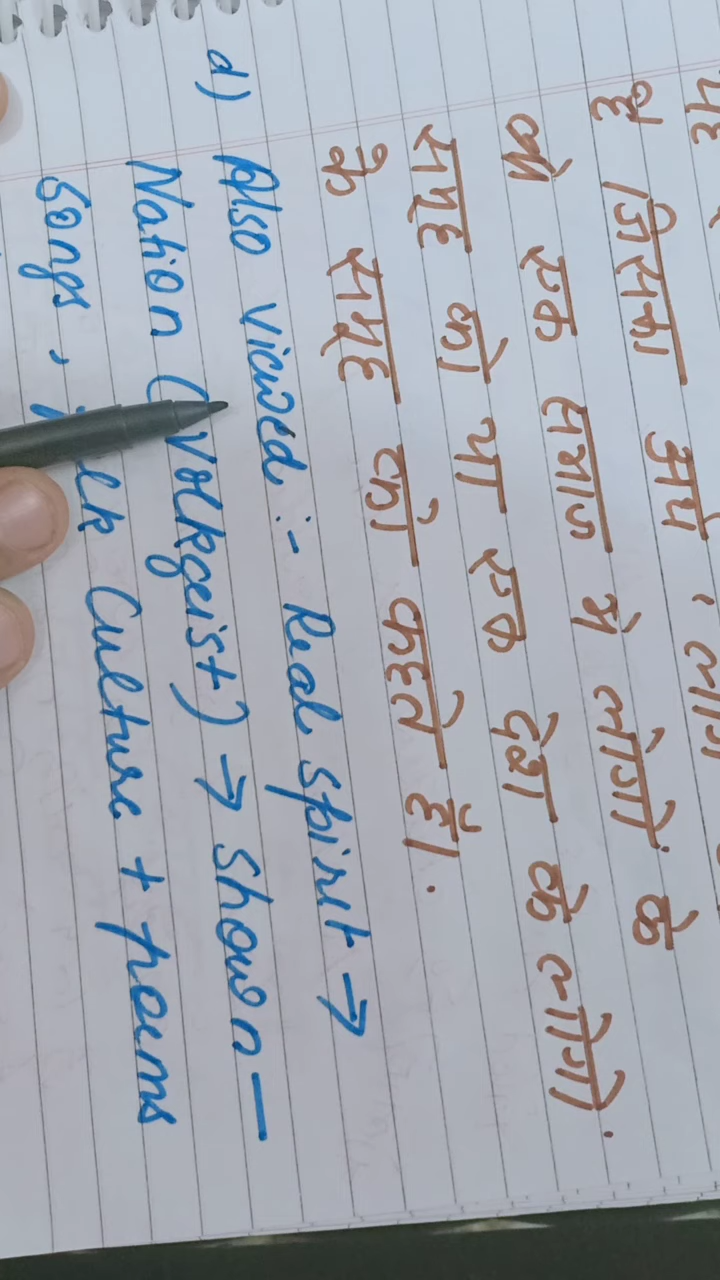 है जिसका अर्थ, लोग
को एक समाज मे लोगो के
समूह को या एक देश के लोगो
के समूह को कहते है।
d) Also viewed :- Real spirit →
Nation (volkgeist) → shown -
Culture + poems
songs,